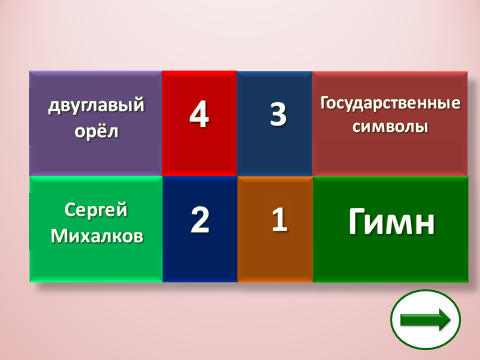 двуглавый
орёл
4
3
Государственные
символы
Сергей
Михалков
2
1
Гимн